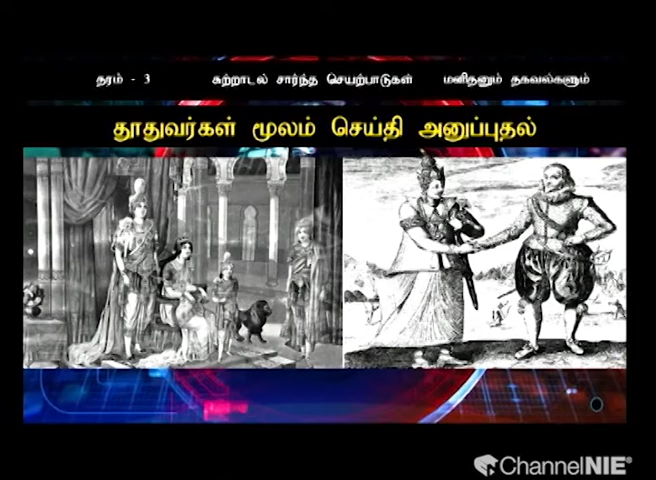 தரம் - 3 சுற்றாடல் சார்ந்த செயற்பாடுகள் மனிதனும் தகவல்களும்
தூதுவர்கள் மூலம் செய்தி அனுப்புதல்
ChannelNIE